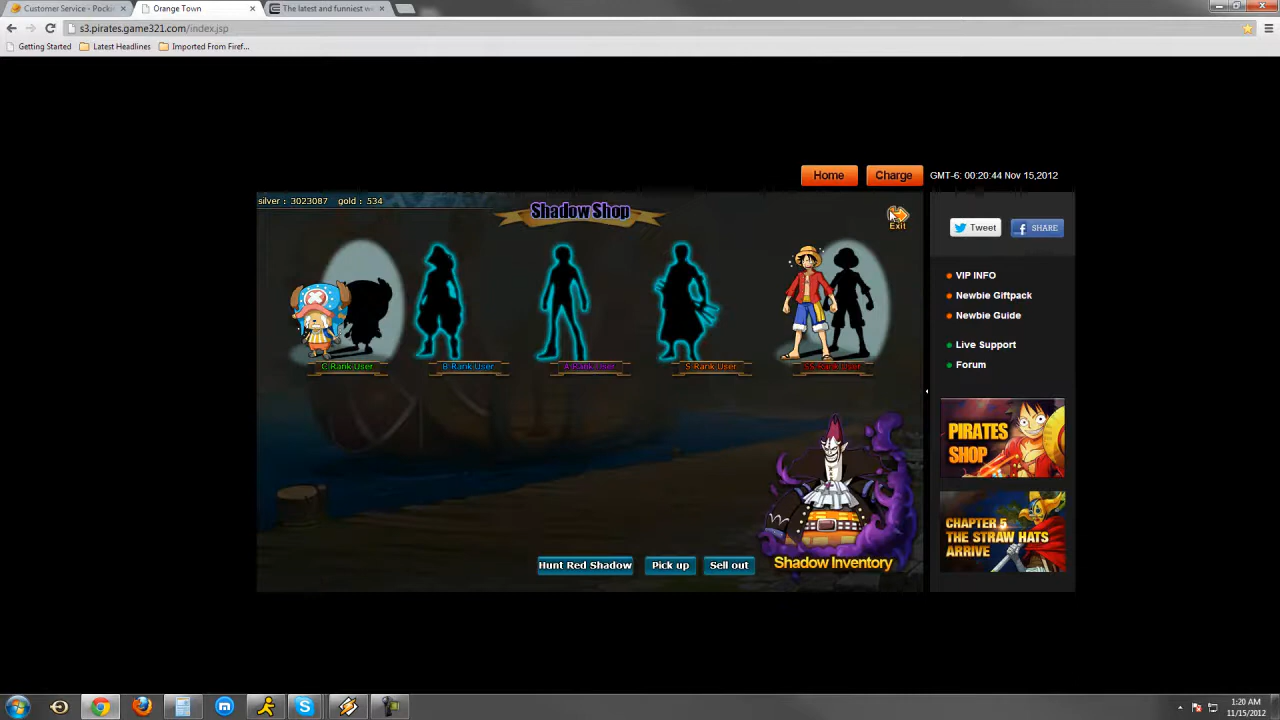 Customer Service - Pocki
Orange Town
The latest and funniest w
s3.pirates.game321.com/index.jsp
Getting Started
Latest Headlines
Imported From Firef...
Home
Charge
GMT-6: 00:20:44 Nov 15,2012
silver : 3023087 gold : 534
Shadow Shop
Exit
Tweet
SHARE
VIP INFO
Newbie Giftpack
Newbie Guide
Live Support
Forum
C Rank User
B Rank User
A Rank User
S Rank User
SS Rank User
PIRATES
SHOP
CHAPTER 5
THE STRAW HATS
ARRIVE
Hunt Red Shadow
Pick up
Sell out
Shadow Inventory
1:20 AM
11/15/2012